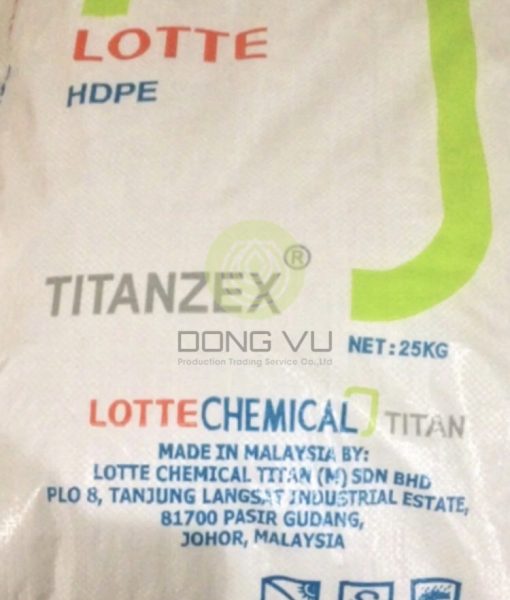 LOTTE
HDPE
TITANZEX®
DONG VU
Production Trading Service Co.,Ltd
NET : 25KG
LOTTE CHEMICAL TITAN
MADE IN MALAYSIA BY:
LOTTE CHEMICAL TITAN (M) SDN BHD
PLO 8, TANJUNG LANGSAT INDUSTRIAL ESTATE,
81700 PASIR GUDANG,
JOHOR, MALAYSIA